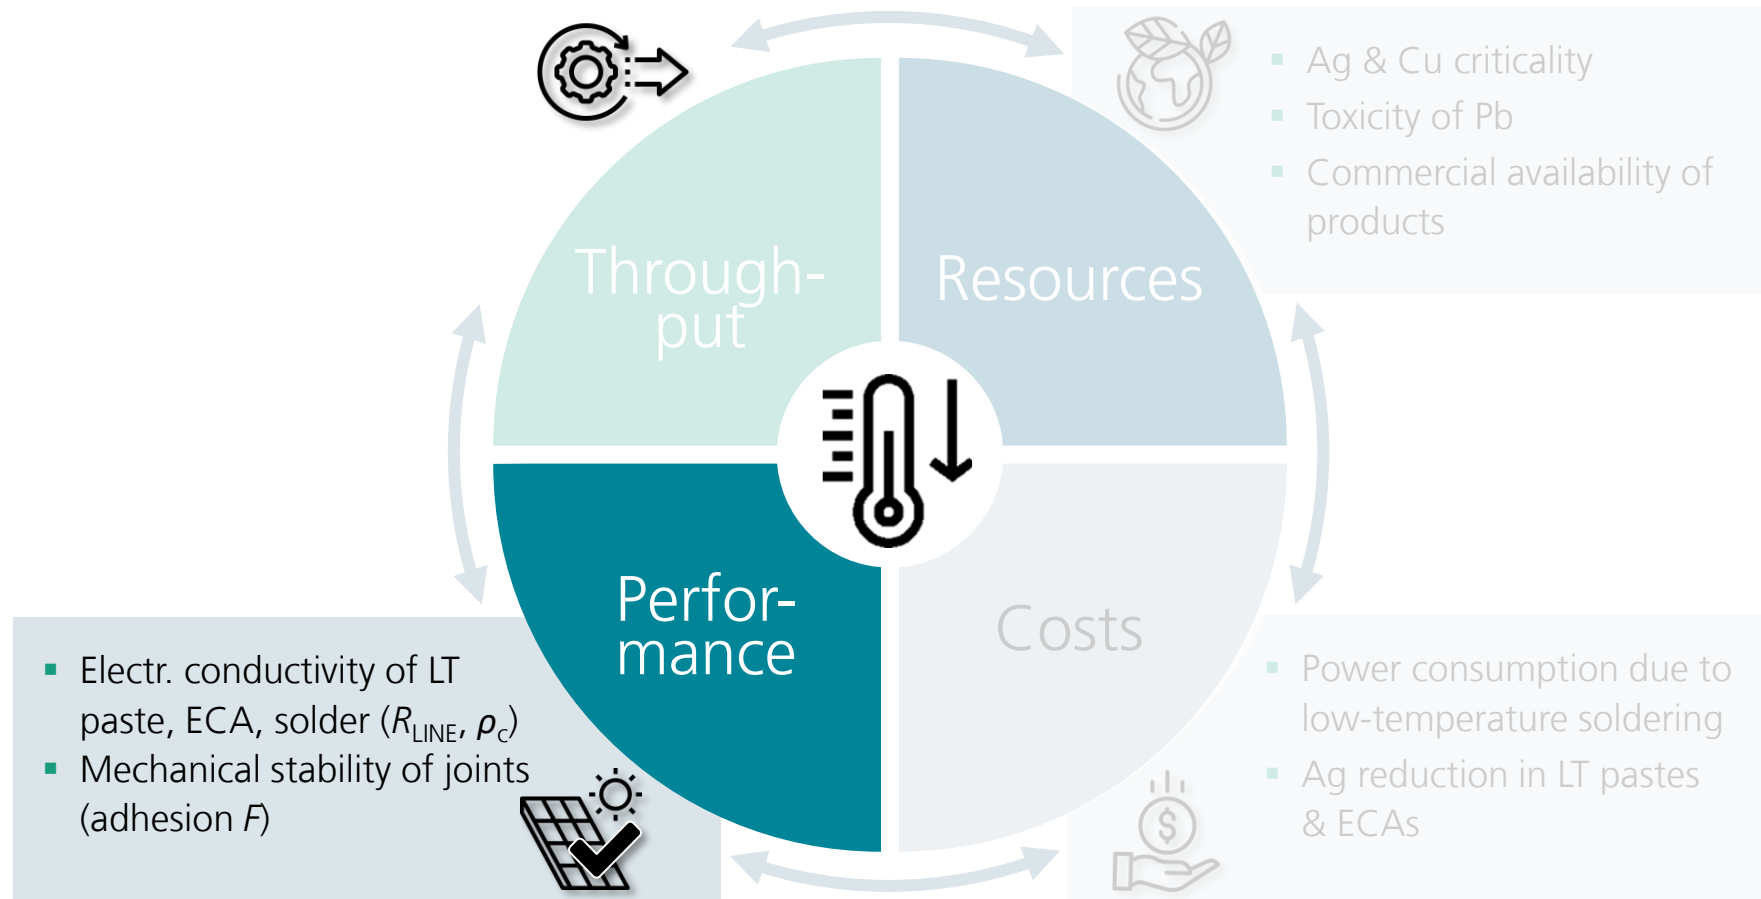 Through-
put
Resources
▪ Ag & Cu criticality
▪ Toxicity of Pb
▪ Commercial availability of
products
Perfor-
mance
▪ Electr. conductivity of LT
paste, ECA, solder (R_LINE, ρ_c)
▪ Mechanical stability of joints
(adhesion F)
Costs
▪ Power consumption due to
low-temperature soldering
▪ Ag reduction in LT pastes
& ECAs
$